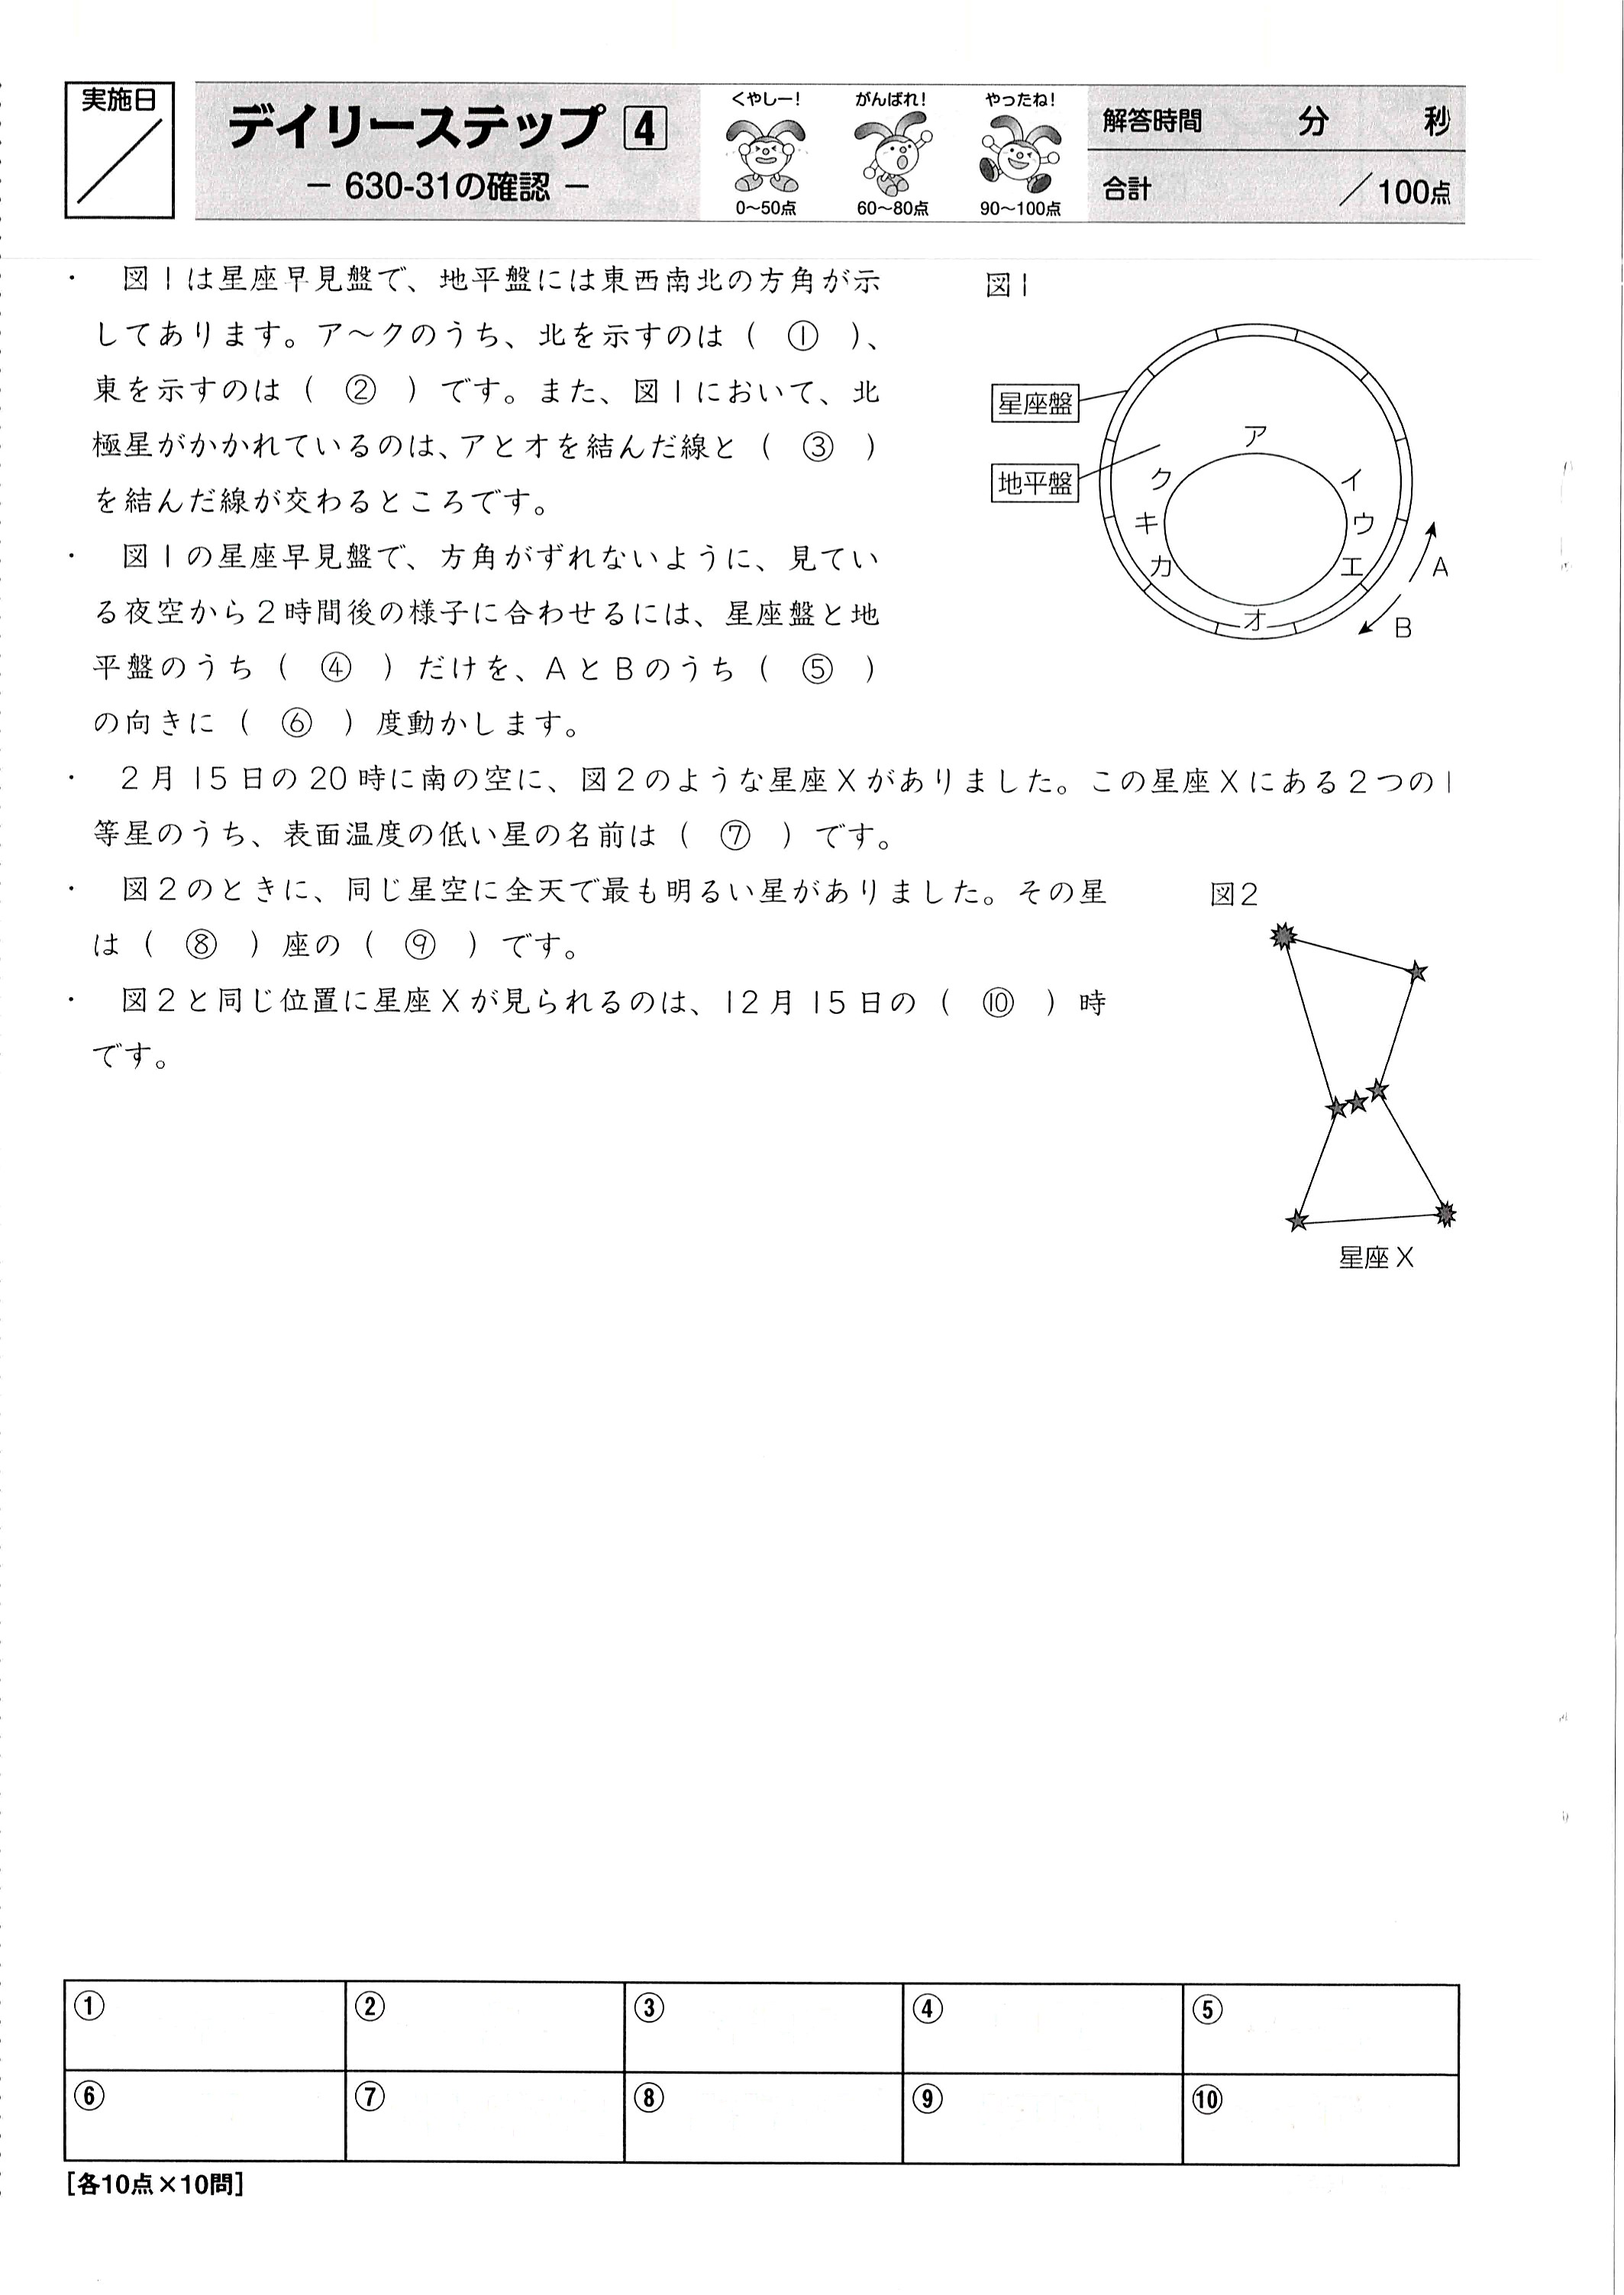 実施日
デイリーステップ 4
― 630-31の確認 ―
くやしー! がんばれ! やったね!
0〜50点 60〜80点 90〜100点
解答時間 分 秒
合計 ／100点
・ 図1は星座早見盤で、地平盤には東西南北の方角が示
してあります。ア〜クのうち、北を示すのは（ ① ）、
東を示すのは（ ② ）です。また、図1において、北
極星がかかれているのは、アとオを結んだ線と（ ③ ）
を結んだ線が交わるところです。
・ 図1の星座早見盤で、方角がずれないように、見てい
る夜空から2時間後の様子に合わせるには、星座盤と地
平盤のうち（ ④ ）だけを、AとBのうち（ ⑤ ）
の向きに（ ⑥ ）度動かします。
図1
星座盤
地平盤
ア
ク イ
キ ウ
カ エ
オ
A
B
・ 2月15日の20時に南の空に、図2のような星座Xがありました。この星座Xにある2つの1
等星のうち、表面温度の低い星の名前は（ ⑦ ）です。
・ 図2のときに、同じ星空に全天で最も明るい星がありました。その星
は（ ⑧ ）座の（ ⑨ ）です。
・ 図2と同じ位置に星座Xが見られるのは、12月15日の（ ⑩ ）時
です。
図2
星座X
① ② ③ ④ ⑤
⑥ ⑦ ⑧ ⑨ ⑩
［各10点×10問］